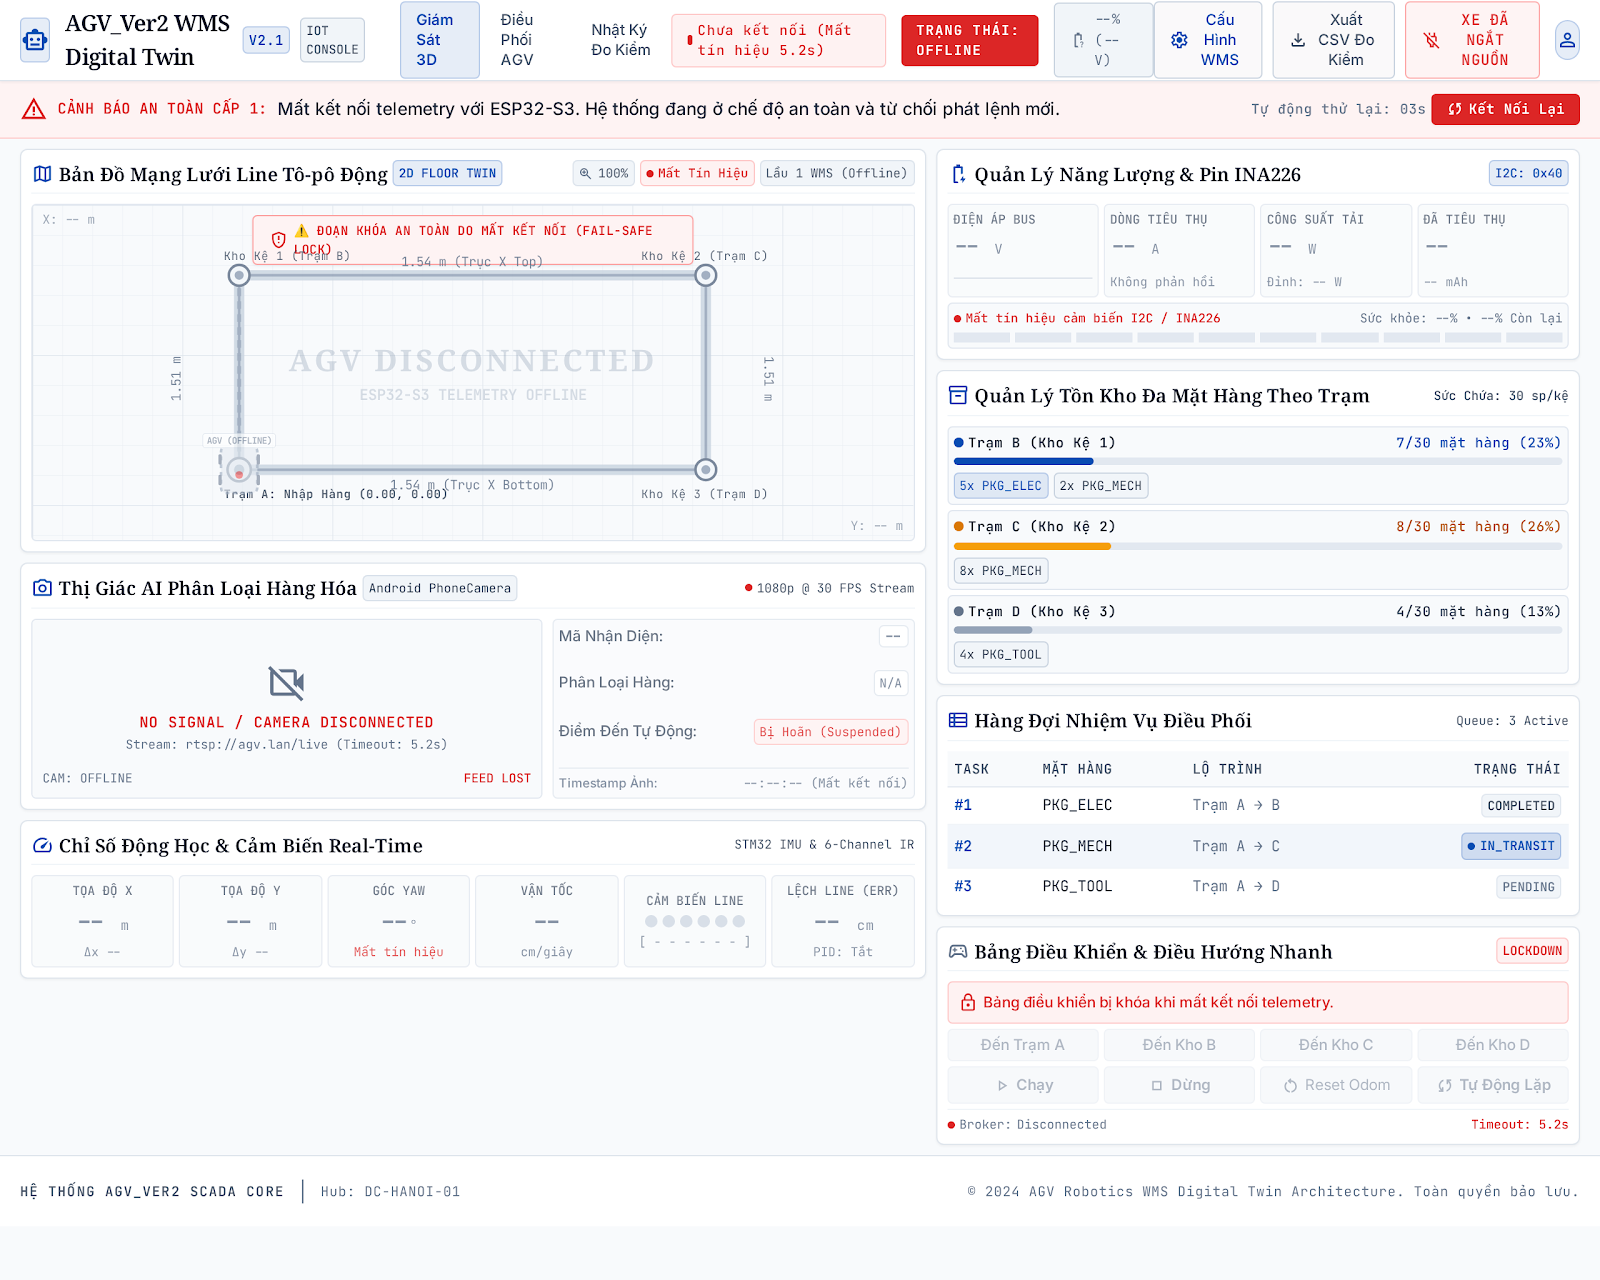 AGV_Ver2 WMS
Digital Twin
V2.1
IOT
CONSOLE
Giám
Sát
3D
Điều
Phối
AGV
Nhật Ký
Đo Kiểm
Chưa kết nối (Mất
tín hiệu 5.2s)
TRẠNG THÁI:
OFFLINE
--%
(--
V)
Cấu
Hình
WMS
Xuất
CSV Đo
Kiểm
XE ĐÃ
NGẮT
NGUỒN
CẢNH BÁO AN TOÀN CẤP 1: Mất kết nối telemetry với ESP32-S3. Hệ thống đang ở chế độ an toàn và từ chối phát lệnh mới.
Tự động thử lại: 03s
Kết Nối Lại
Bản Đồ Mạng Lưới Line Tô-pô Động
2D FLOOR TWIN
100%
Mất Tín Hiệu
Lầu 1 WMS (Offline)
X: -- m
⚠️ ĐOẠN KHÓA AN TOÀN DO MẤT KẾT NỐI (FAIL-SAFE
LOCK)
Kho Kệ 1 (Trạm B)
1.54 m (Trục X Top)
Kho Kệ 2 (Trạm C)
1.51 m
AGV DISCONNECTED
ESP32-S3 TELEMETRY OFFLINE
1.51 m
AGV (OFFLINE)
1.54 m (Trục X Bottom)
Trạm A: Nhập Hàng (0.00, 0.00)
Kho Kệ 3 (Trạm D)
Y: -- m
Thị Giác AI Phân Loại Hàng Hóa
Android PhoneCamera
1080p @ 30 FPS Stream
NO SIGNAL / CAMERA DISCONNECTED
Stream: rtsp://agv.lan/live (Timeout: 5.2s)
CAM: OFFLINE
FEED LOST
Mã Nhận Diện:
--
Phân Loại Hàng:
N/A
Điểm Đến Tự Động:
Bị Hoãn (Suspended)
Timestamp Ảnh:
--:--:-- (Mất kết nối)
Chỉ Số Động Học & Cảm Biến Real-Time
STM32 IMU & 6-Channel IR
TỌA ĐỘ X
-- m
Δx --
TỌA ĐỘ Y
-- m
Δy --
GÓC YAW
--°
Mất tín hiệu
VẬN TỐC
--
cm/giây
CẢM BIẾN LINE
[ - - - - - - ]
LỆCH LINE (ERR)
-- cm
PID: Tắt
Quản Lý Năng Lượng & Pin INA226
I2C: 0x40
ĐIỆN ÁP BUS
-- V
DÒNG TIÊU THỤ
-- A
Không phản hồi
CÔNG SUẤT TẢI
-- W
Đỉnh: -- W
ĐÃ TIÊU THỤ
--
-- mAh
Mất tín hiệu cảm biến I2C / INA226
Sức khỏe: --% • --% Còn lại
Quản Lý Tồn Kho Đa Mặt Hàng Theo Trạm
Sức Chứa: 30 sp/kệ
Trạm B (Kho Kệ 1)
7/30 mặt hàng (23%)
5x PKG_ELEC
2x PKG_MECH
Trạm C (Kho Kệ 2)
8/30 mặt hàng (26%)
8x PKG_MECH
Trạm D (Kho Kệ 3)
4/30 mặt hàng (13%)
4x PKG_TOOL
Hàng Đợi Nhiệm Vụ Điều Phối
Queue: 3 Active
TASK MẶT HÀNG LỘ TRÌNH TRẠNG THÁI
#1 PKG_ELEC Trạm A → B COMPLETED
#2 PKG_MECH Trạm A → C IN_TRANSIT
#3 PKG_TOOL Trạm A → D PENDING
Bảng Điều Khiển & Điều Hướng Nhanh
LOCKDOWN
Bảng điều khiển bị khóa khi mất kết nối telemetry.
Đến Trạm A
Đến Kho B
Đến Kho C
Đến Kho D
Chạy
Dừng
Reset Odom
Tự Động Lặp
Broker: Disconnected
Timeout: 5.2s
HỆ THỐNG AGV_VER2 SCADA CORE
Hub: DC-HANOI-01
© 2024 AGV Robotics WMS Digital Twin Architecture. Toàn quyền bảo lưu.